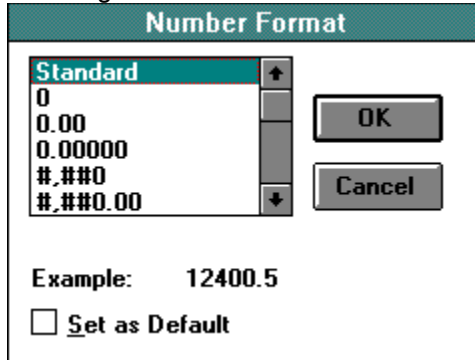 Number Format
Standard
0
0.00
0.00000
#,##0
#,##0.00
OK
Cancel
Example: 12400.5
Set as Default